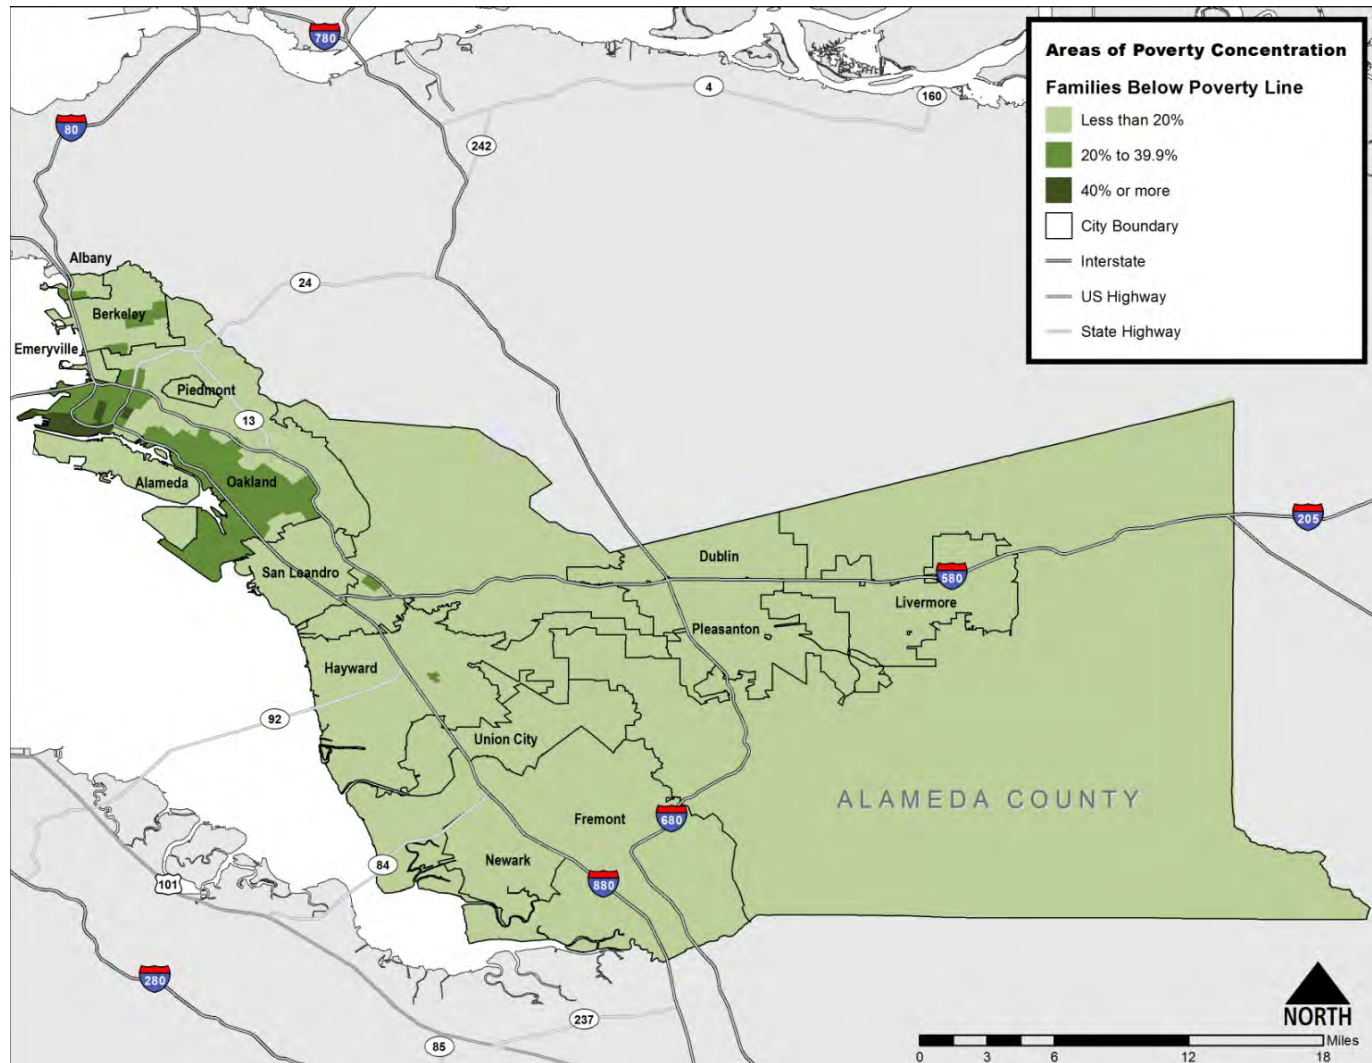 Areas of Poverty Concentration
Families Below Poverty Line
Less than 20%
20% to 39.9%
40% or more
City Boundary
Interstate
US Highway
State Highway
780
80
4
160
242
24
Albany
Berkeley
Emeryville
Piedmont
13
Alameda
Oakland
San Leandro
Dublin
205
580
Livermore
Pleasanton
Hayward
92
Union City
ALAMEDA COUNTY
Fremont
680
Newark
84
880
101
280
237
85
NORTH
Miles
0 3 6 12 18